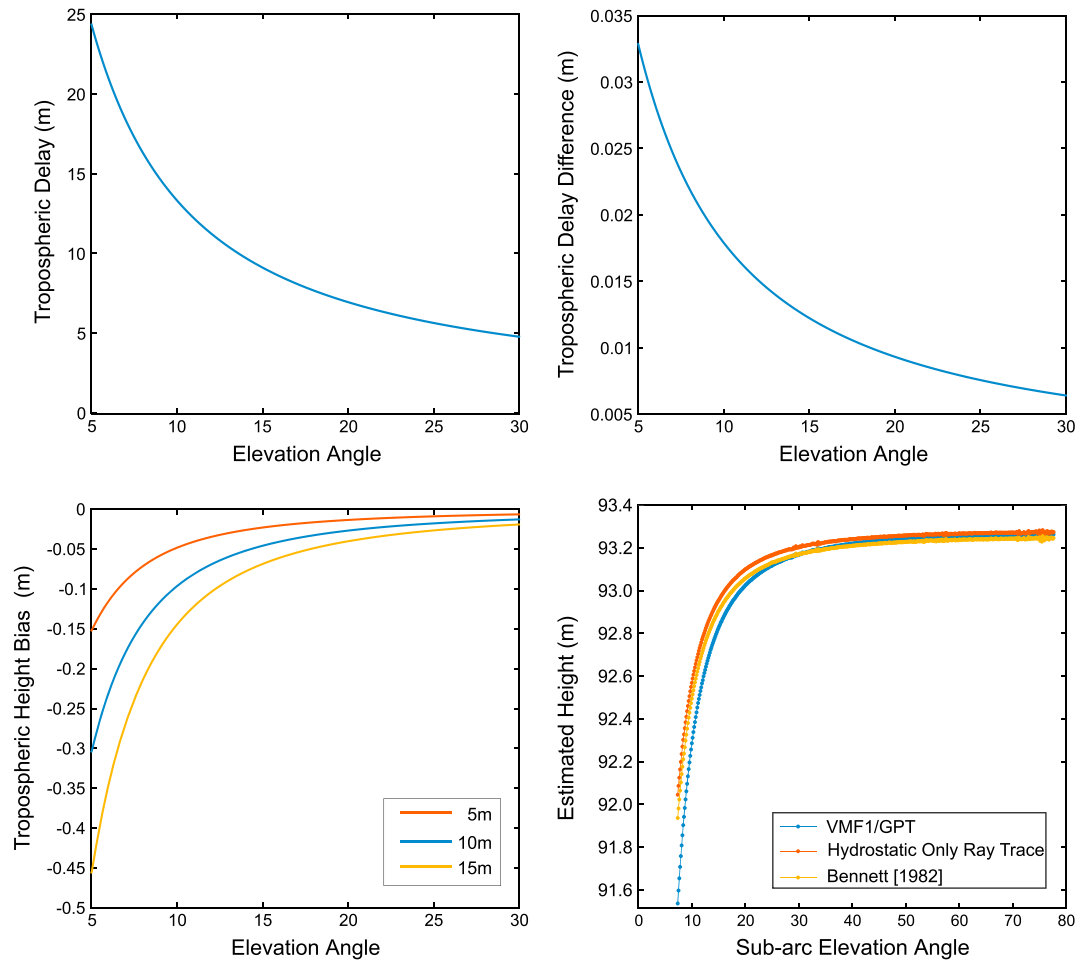 25
20
15
10
5
0
Tropospheric Delay (m)
5 10 15 20 25 30
Elevation Angle
0.035
0.03
0.025
0.02
0.015
0.01
0.005
Tropospheric Delay Difference (m)
5 10 15 20 25 30
Elevation Angle
0
-0.05
-0.1
-0.15
-0.2
-0.25
-0.3
-0.35
-0.4
-0.45
-0.5
Tropospheric Height Bias (m)
5m
10m
15m
5 10 15 20 25 30
Elevation Angle
93.4
93.2
93.0
92.8
92.6
92.4
92.2
92.0
91.8
91.6
Estimated Height (m)
VMF1/GPT
Hydrostatic Only Ray Trace
Bennett [1982]
0 10 20 30 40 50 60 70 80
Sub-arc Elevation Angle